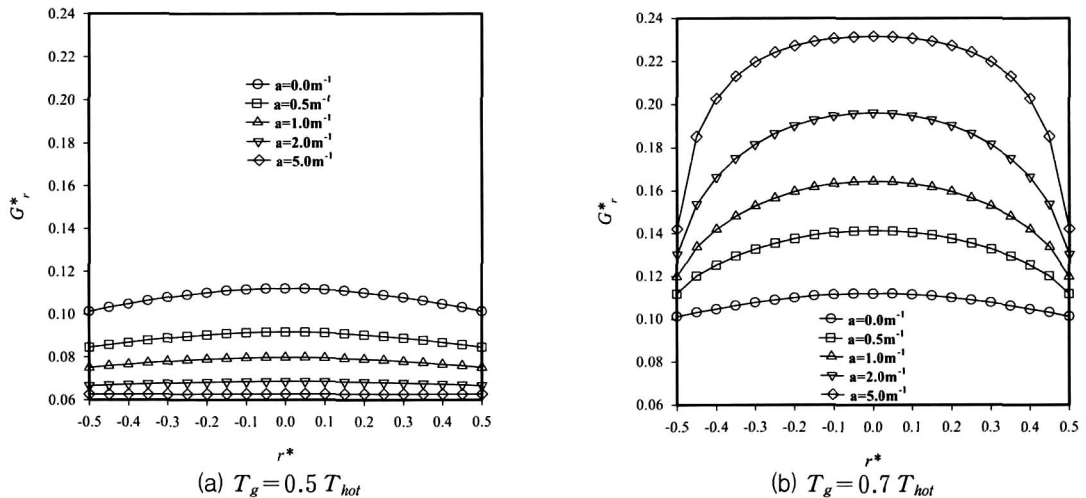 0.24
0.22
0.20
0.18
0.16
0.14
0.12
0.10
0.08
0.06
G*r
a=0.0m-1
a=0.5m-1
a=1.0m-1
a=2.0m-1
a=5.0m-1
-0.5 -0.4 -0.3 -0.2 -0.1 0.0 0.1 0.2 0.3 0.4 0.5
r*
(a) Tg = 0.5 Thot
0.24
0.22
0.20
0.18
0.16
0.14
0.12
0.10
0.08
0.06
G*r
a=0.0m-1
a=0.5m-1
a=1.0m-1
a=2.0m-1
a=5.0m-1
-0.5 -0.4 -0.3 -0.2 -0.1 0.0 0.1 0.2 0.3 0.4 0.5
r*
(b) Tg = 0.7 Thot